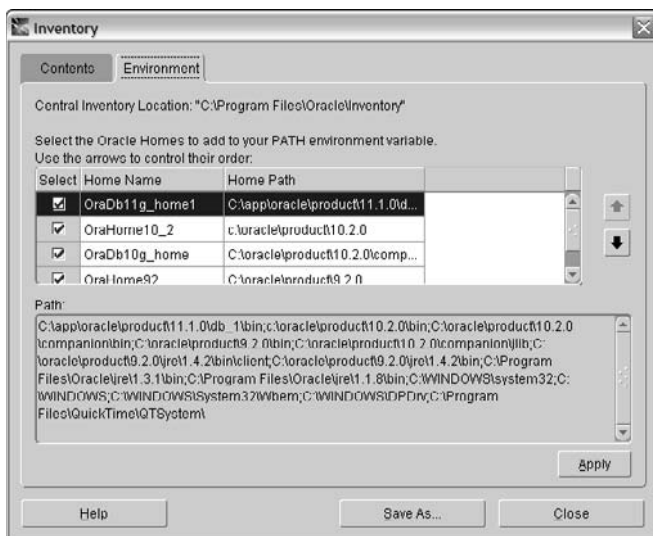 Inventory
Contents
Environment
Central Inventory Location: "C:\Program Files\Oracle\Inventory"
Select the Oracle Homes to add to your PATH environment variable.
Use the arrows to control their order:
Select Home Name Home Path
OraDb11g_home1 C:\app\oracle\product\11.1.0\d...
OraHome10_2 c:\oracle\product\10.2.0
OraDb10g_home C:\oracle\product\10.2.0\comp...
OraHome92 C:\oracle\product\9.2.0
Path:
C:\app\oracle\product\11.1.0\db_1\bin;c:\oracle\product\10.2.0\bin;C:\oracle\product\10.2.0
\companion\bin;C:\oracle\product\9.2.0\bin;C:\oracle\product\10.2.0\companion\jlib;C:
\oracle\product\9.2.0\jre\1.4.2\bin\client;C:\oracle\product\9.2.0\jre\1.4.2\bin;C:\Program
Files\Oracle\jre\1.3.1\bin;C:\Program Files\Oracle\jre\1.1.8\bin;C:\WINDOWS\system32;C:
\WINDOWS;C:\WINDOWS\System32\Wbem;C:\WINDOWS\DPDrv;C:\Program
Files\QuickTime\QTSystem\
Apply
Help
Save As...
Close